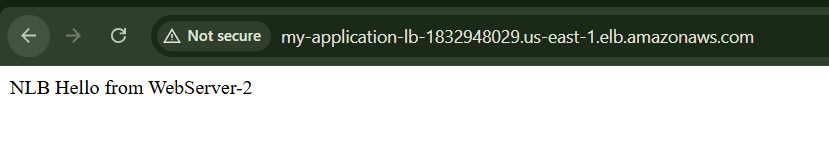 Not secure my-application-lb-1832948029.us-east-1.elb.amazonaws.com
NLB Hello from WebServer-2